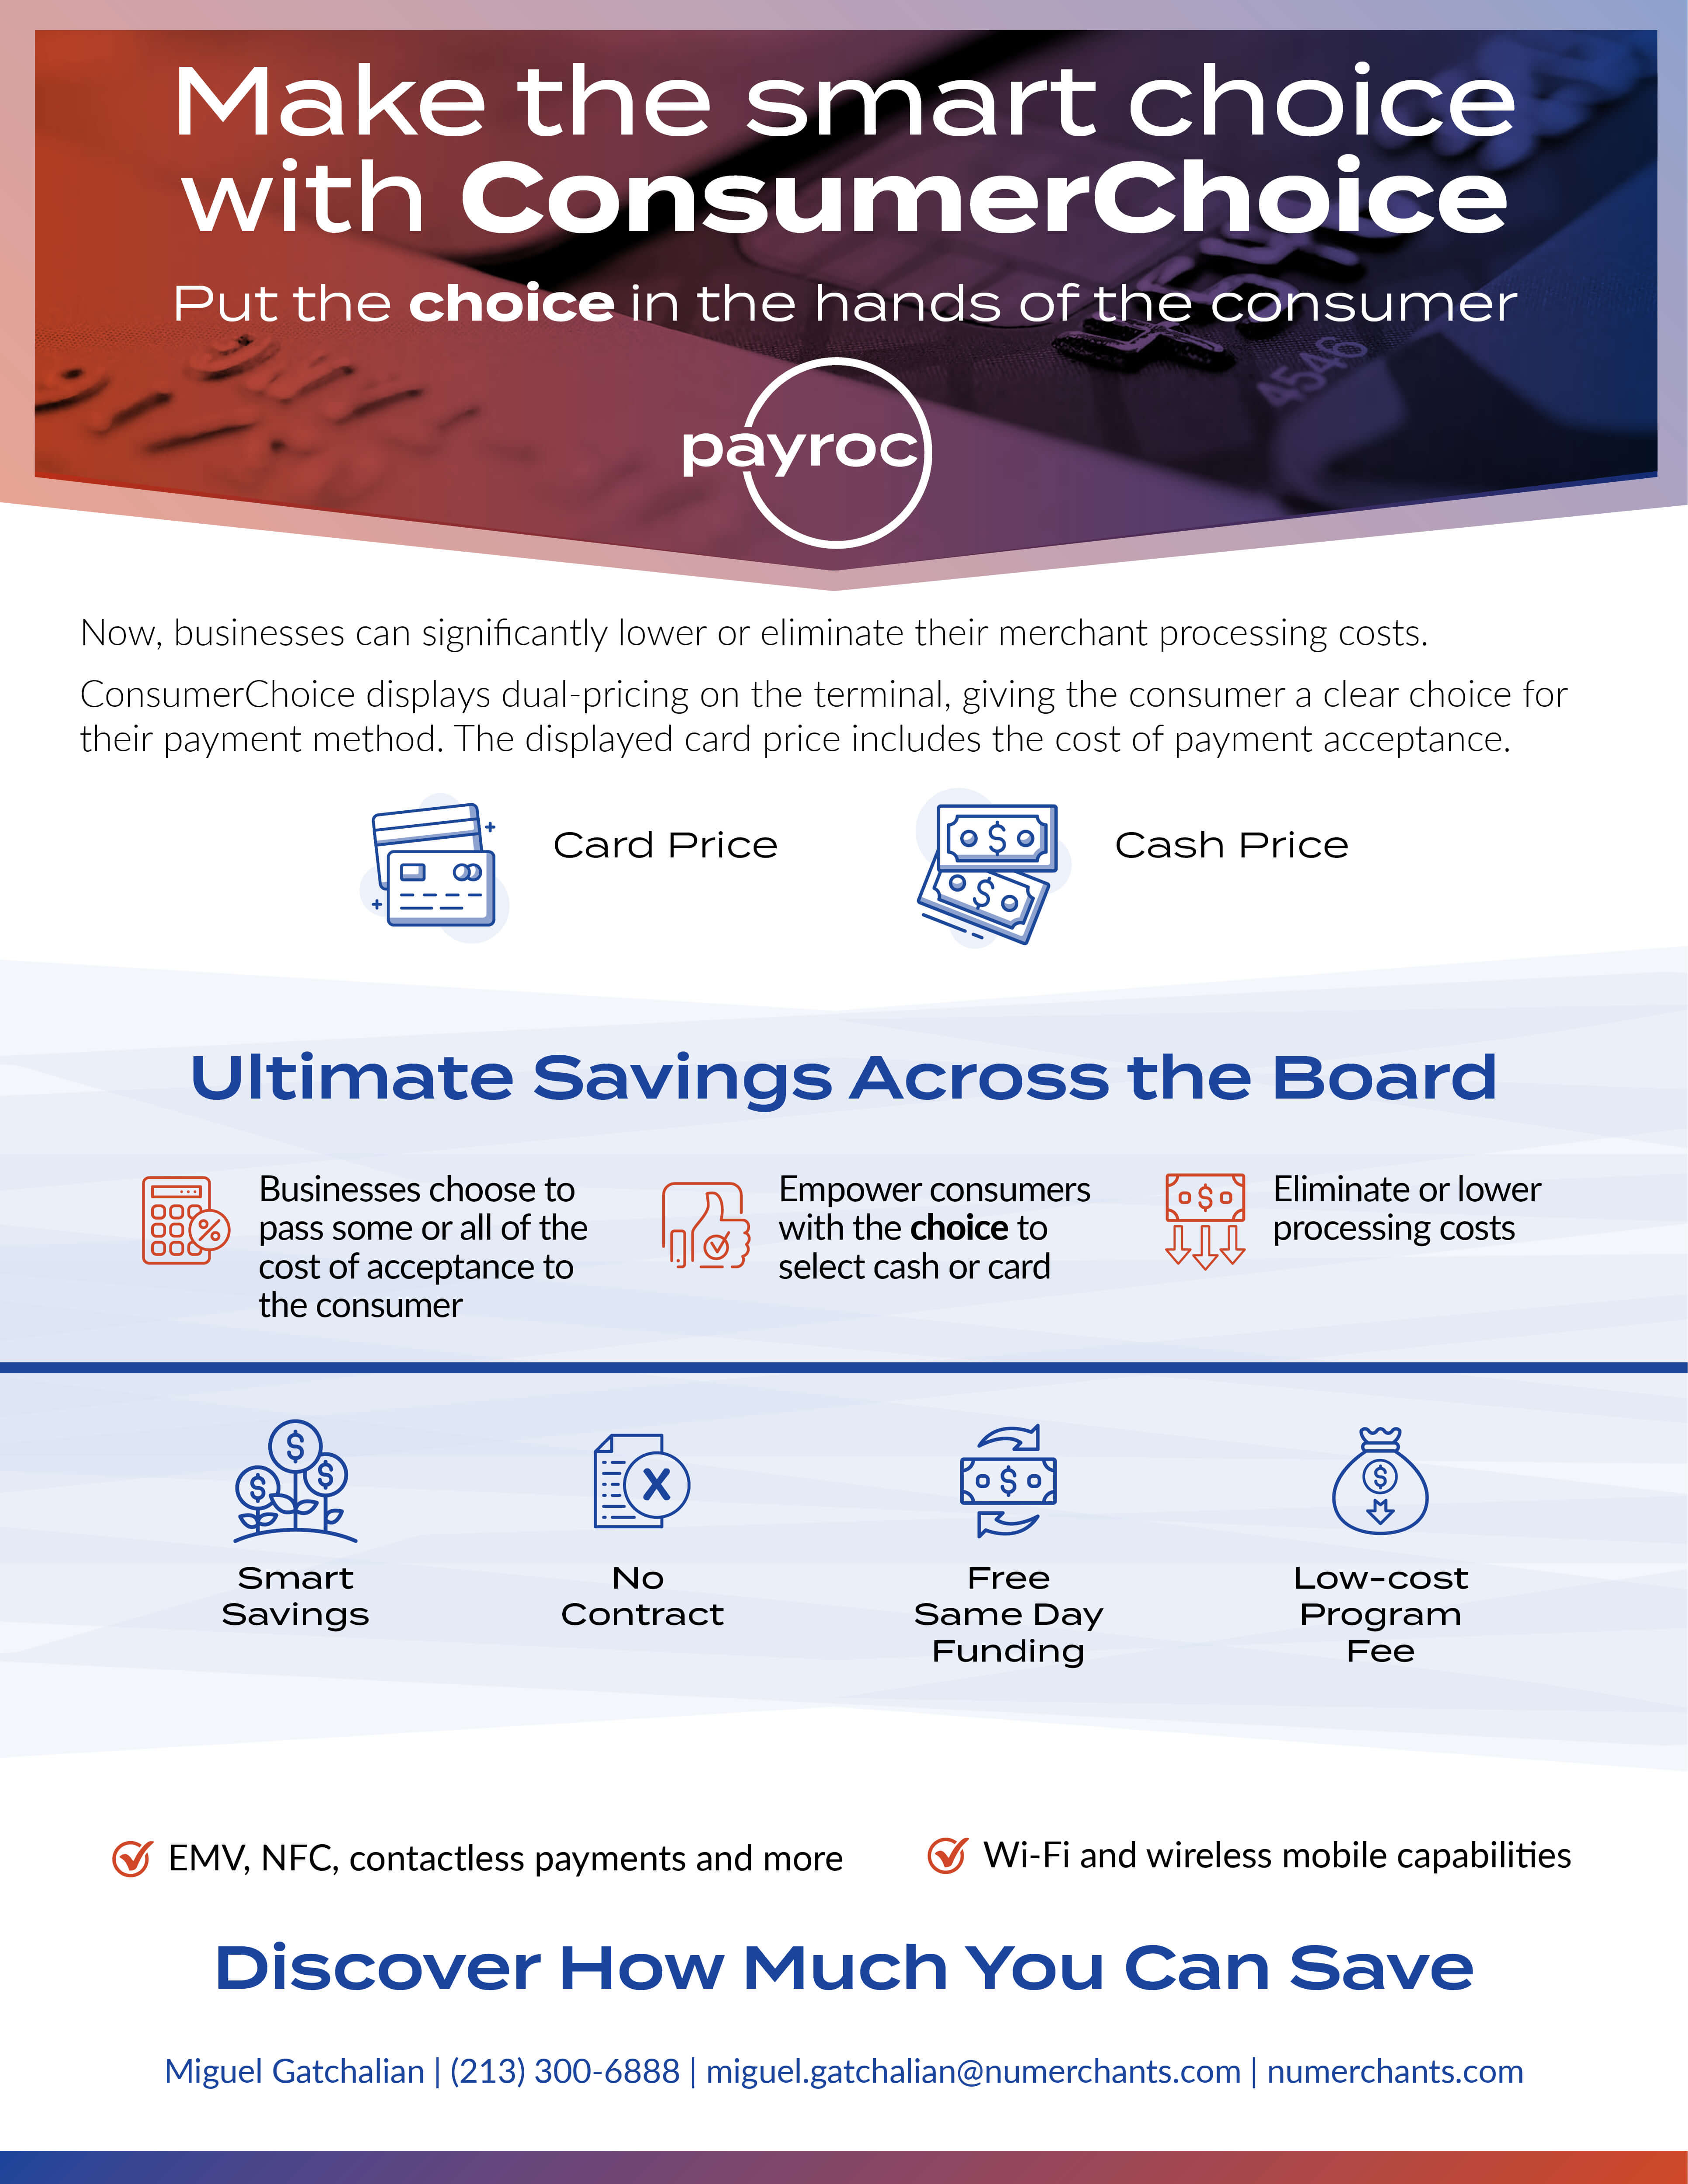 Make the smart choice
with ConsumerChoice
Put the choice in the hands of the consumer
4546
payroc
Now, businesses can significantly lower or eliminate their merchant processing costs.
ConsumerChoice displays dual-pricing on the terminal, giving the consumer a clear choice for
their payment method. The displayed card price includes the cost of payment acceptance.
Card Price
Cash Price
Ultimate Savings Across the Board
Businesses choose to
pass some or all of the
cost of acceptance to
the consumer
Empower consumers
with the choice to
select cash or card
Eliminate or lower
processing costs
Smart
Savings
No
Contract
Free
Same Day
Funding
Low-cost
Program
Fee
EMV, NFC, contactless payments and more
Wi-Fi and wireless mobile capabilities
Discover How Much You Can Save
Miguel Gatchalian | (213) 300-6888 | miguel.gatchalian@numerchants.com | numerchants.com